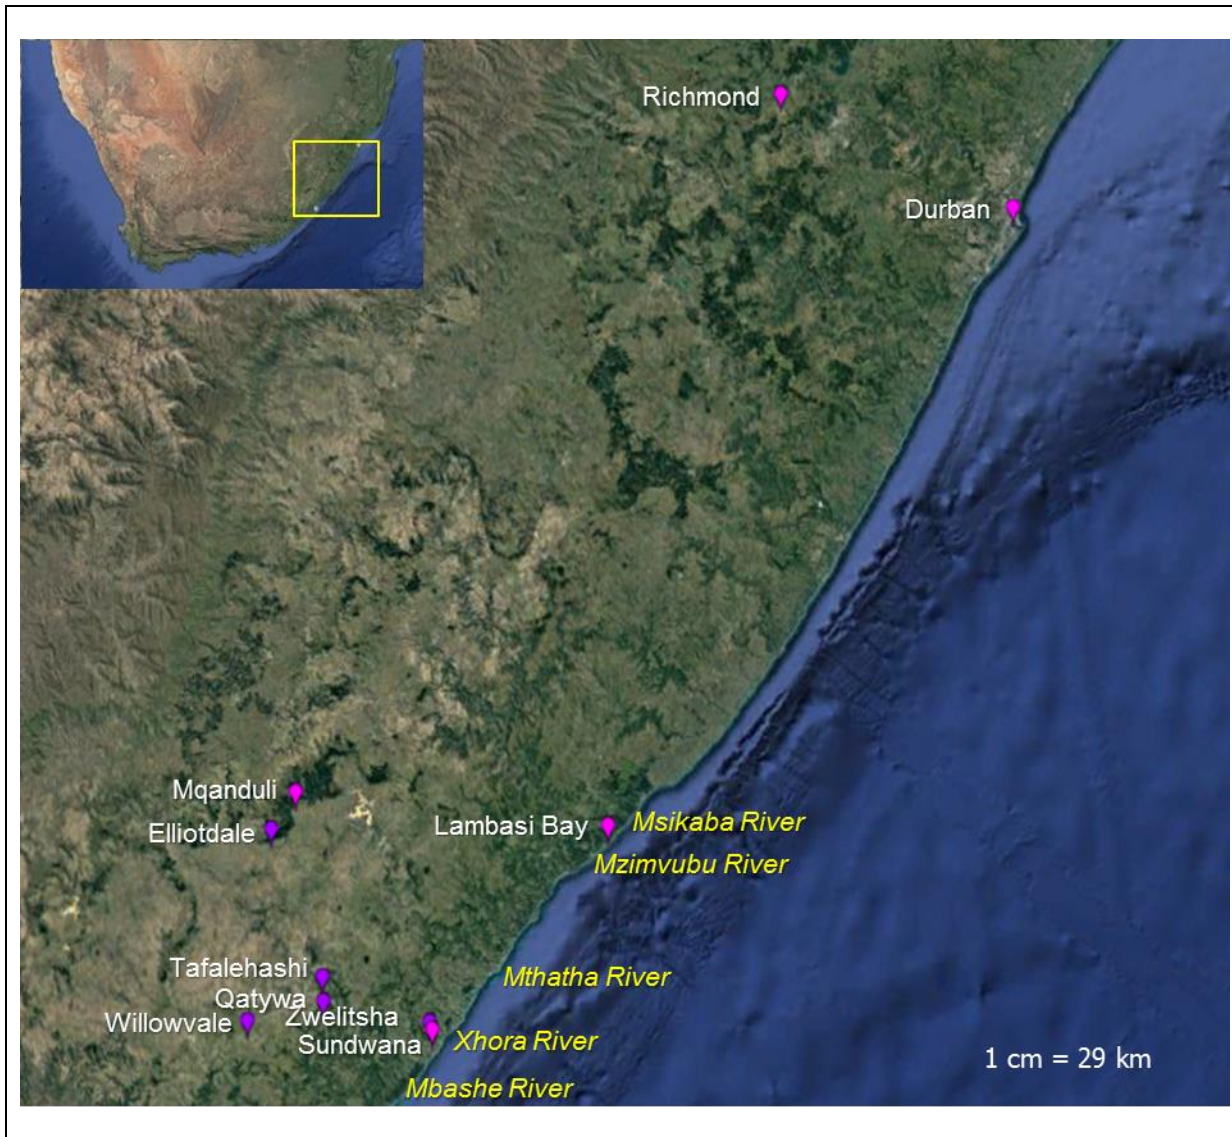 Richmond
Durban
Mqanduli
Elliotdale
Lambasi Bay
Msikaba River
Mzimvubu River
Tafalehashi
Mthatha River
Qatywa
Zwelitsha
Willowvale
Sundwana
Xhora River
1 cm = 29 km
Mbashe River